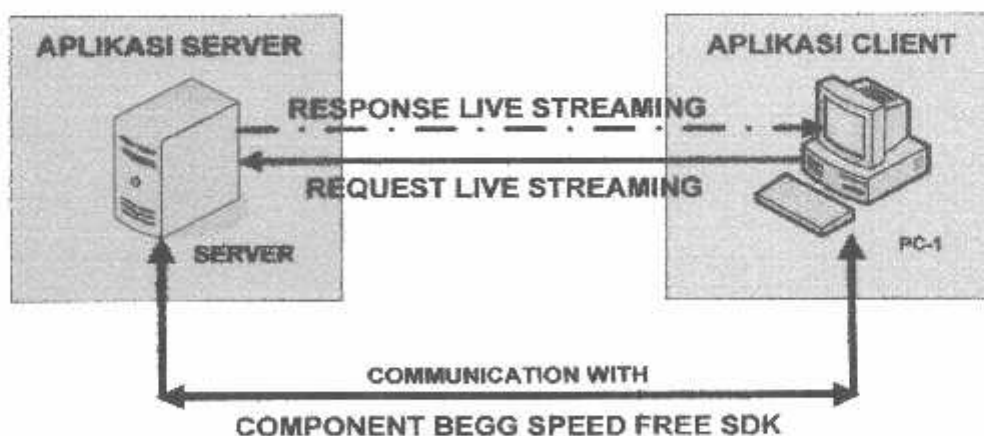 APLIKASI SERVER
APLIKASI CLIENT
RESPONSE LIVE STREAMING
REQUEST LIVE STREAMING
SERVER
PC-1
COMMUNICATION WITH
COMPONENT BEGG SPEED FREE SDK